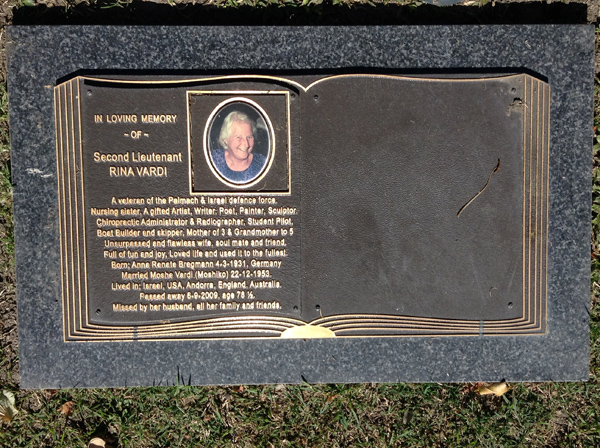 IN LOVING MEMORY
~ OF ~
Second Lieutenant
RINA VARDI
A veteran of the Palmach & Israel defence force.
Nursing sister, A gifted Artist, Writer, Poet, Painter, Sculptor
Chiropractic Administrator & Radiographer, Student Pilot,
Boat Builder and skipper, Mother of 3 & Grandmother to 5
Unsurpassed and flawless wife, soul mate and friend.
Full of fun and joy, Loved life and used it to the fullest.
Born; Anne Renate Bregmann 4-3-1931, Germany
Married Moshe Vardi (Moshiko) 22-12-1953.
Lived in; Israel, USA, Andorra, England, Australia.
Passed away 6-9-2009, age 78 ½.
Missed by her husband, all her family and friends.